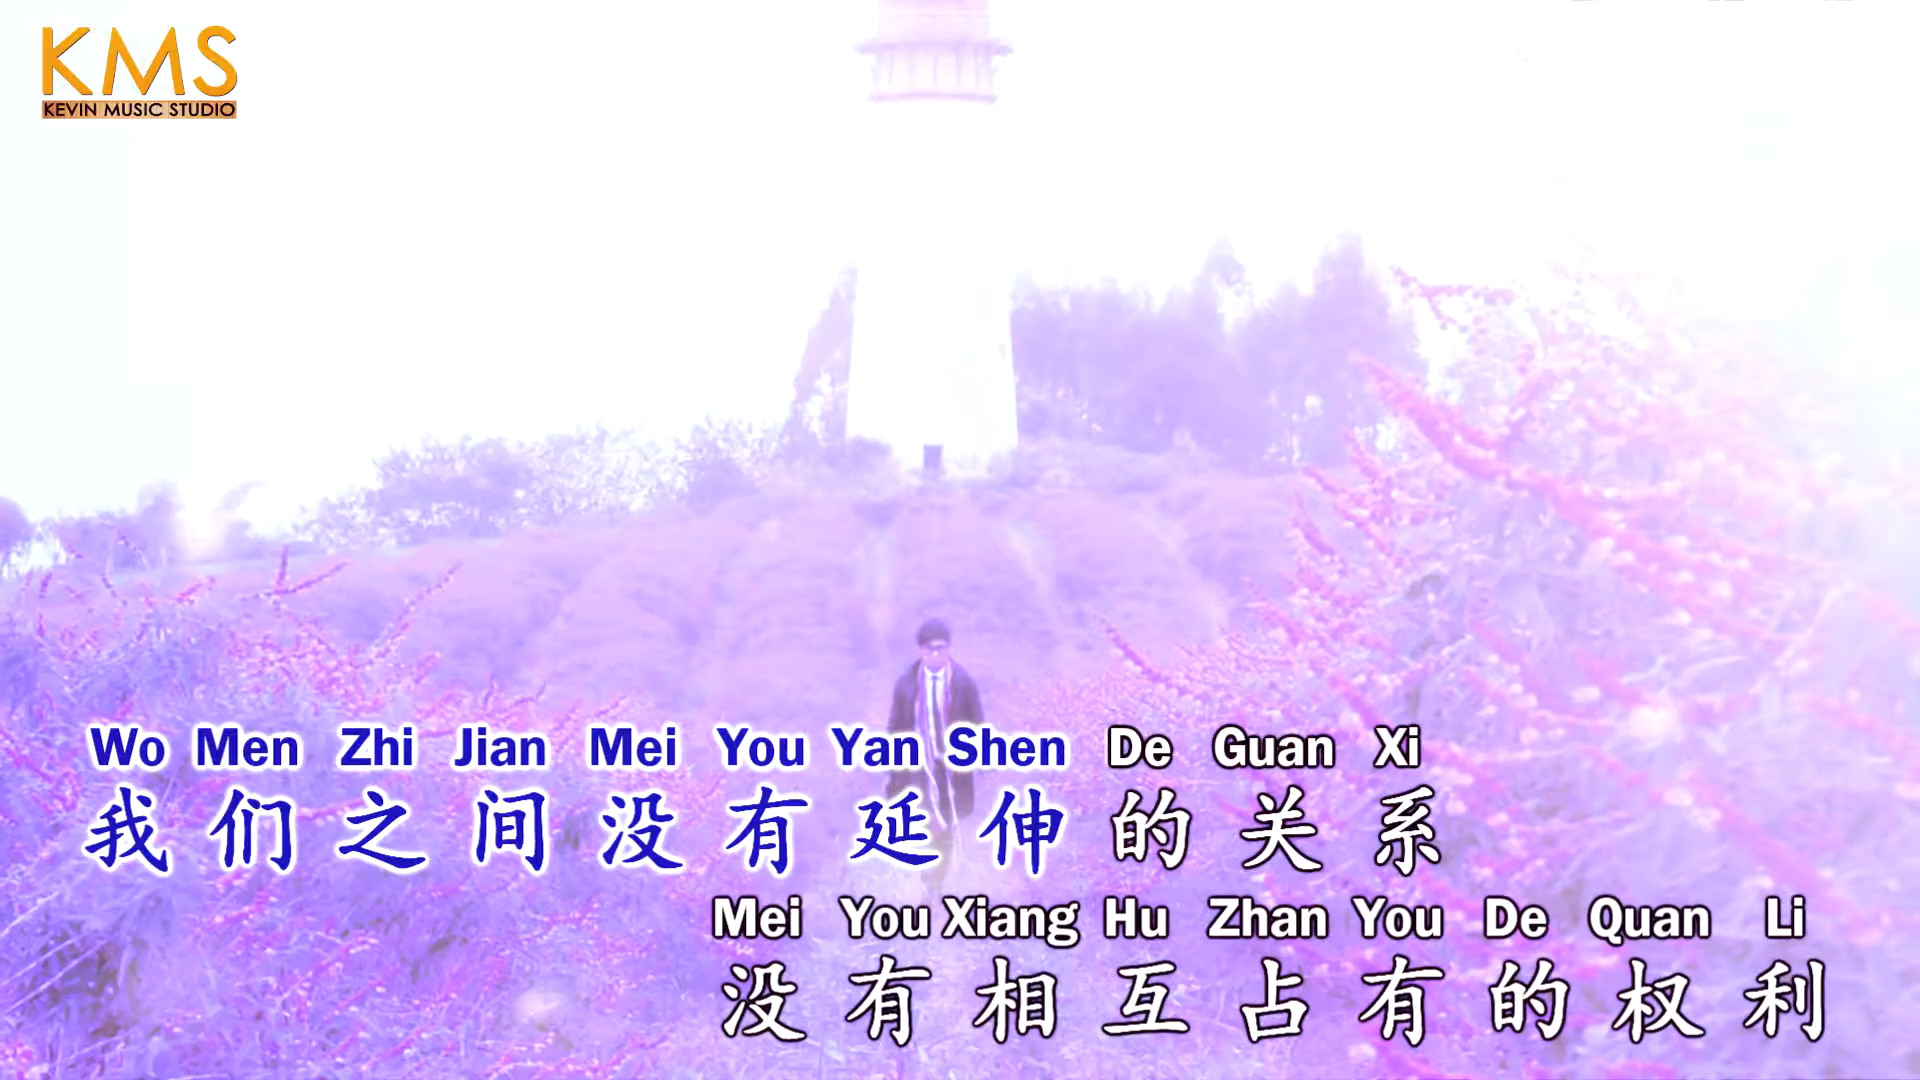 KMS
KEVIN MUSIC STUDIO
Wo Men Zhi Jian Mei You Yan Shen De Guan Xi
我们之间没有延伸的关系
Mei You Xiang Hu Zhan You De Quan Li
没有相互占有的权利